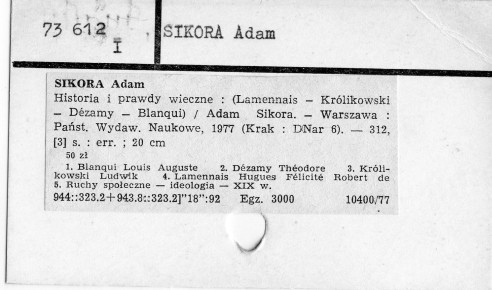 73 612
I
SIKORA Adam
SIKORA Adam
Historia i prawdy wieczne : (Lamennais — Królikowski
— Dézamy — Blanqui) / Adam Sikora. — Warszawa :
Państ. Wydaw. Naukowe, 1977 (Krak : DNar 6). — 312,
[3] s. : err. ; 20 cm
50 zł
1. Blanqui Louis Auguste 2. Dézamy Théodore 3. Króli-
kowski Ludwik 4. Lamennais Hugues Félicité Robert de
5. Ruchy społeczne — ideologia — XIX w.
944::323.2+943.8::323.2]"18":92 Egz. 3000 10400/77